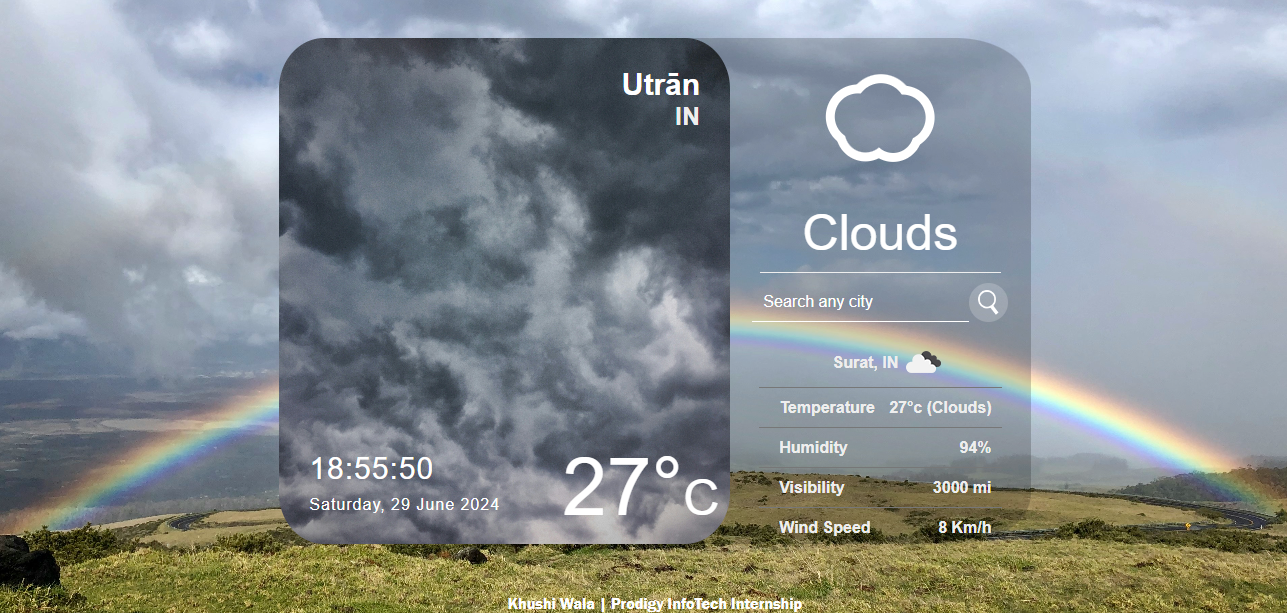 Utrān
IN
18:55:50
Saturday, 29 June 2024
27°c
Clouds
Search any city
Surat, IN
Temperature 27°c (Clouds)
Humidity 94%
Visibility 3000 mi
Wind Speed 8 Km/h
Khushi Wala | Prodigy InfoTech Internship